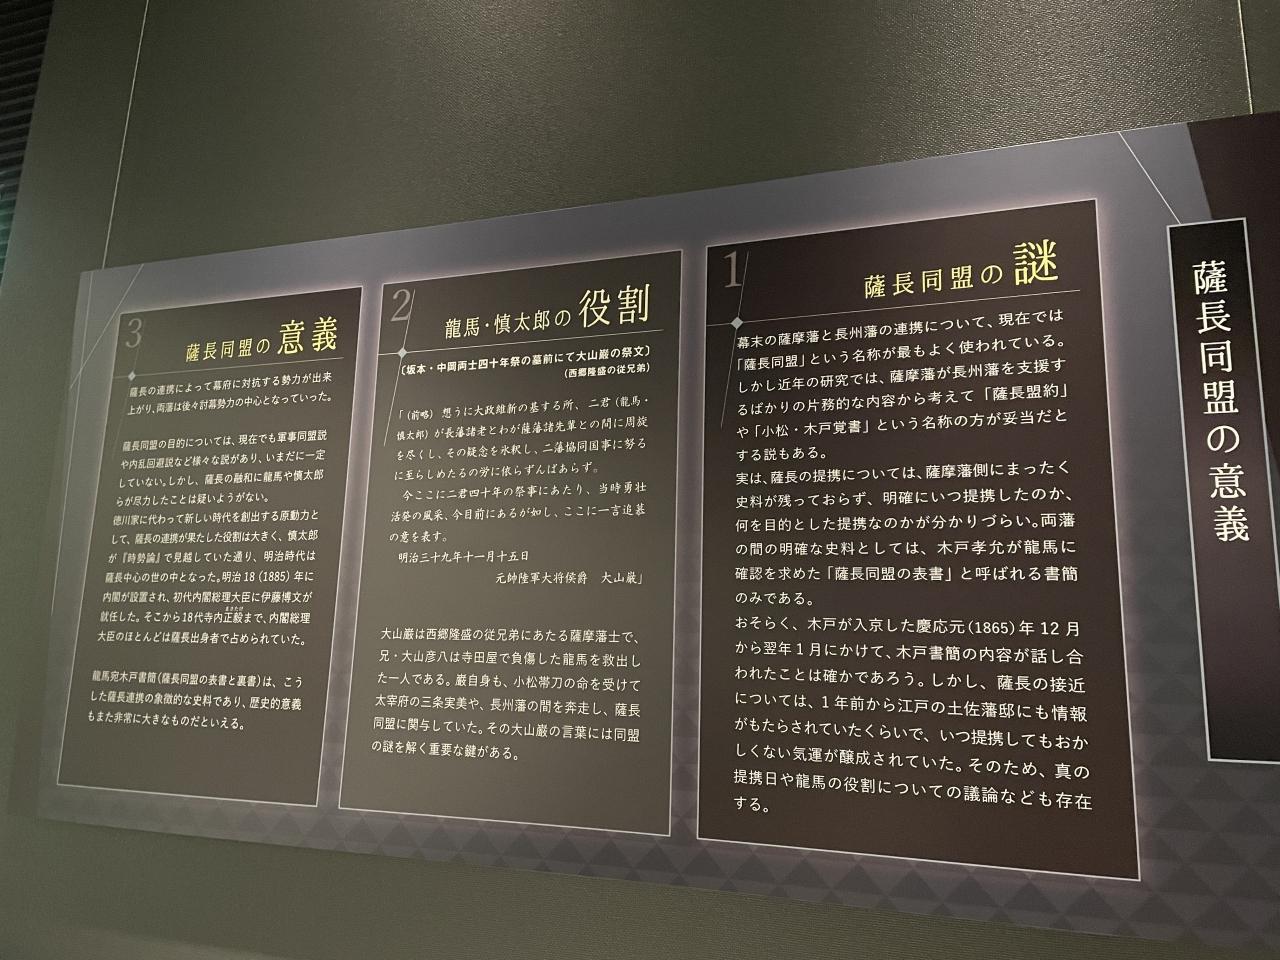 薩長同盟の意義
1
薩長同盟の謎
幕末の薩摩藩と長州藩の連携について、現在では
「薩長同盟」という名称が最もよく使われている。
しかし近年の研究では、薩摩藩が長州藩を支援す
るばかりの片務的な内容から考えて「薩長盟約」
や「小松・木戸覚書」という名称の方が妥当だと
する説もある。
実は、薩長の提携については、薩摩藩側にまったく
史料が残っておらず、明確にいつ提携したのか、
何を目的とした提携なのかが分かりづらい。両藩
の間の明確な史料としては、木戸孝允が龍馬に
確認を求めた「薩長同盟の表書」と呼ばれる書簡
のみである。
おそらく、木戸が入京した慶応元(1865)年12月
から翌年1月にかけて、木戸書簡の内容が話し合
われたことは確かであろう。しかし、薩長の接近
については、1年前から江戸の土佐藩邸にも情報
がもたらされていたくらいで、いつ提携してもおか
しくない気運が醸成されていた。そのため、真の
提携日や龍馬の役割についての議論なども存在
する。
2
龍馬・慎太郎の役割
〔坂本・中岡両士四十年祭の墓前にて大山巌の祭文〕
(西郷隆盛の従兄弟)
「(前略) 想うに大政維新の基する所、二君(龍馬・
慎太郎)が長藩諸老とわが薩藩諸先輩との間に周旋
を尽くし、その疑念を氷釈し、二藩協同国事に努る
に至らしめたるの労に依らずんばあらず。
今ここに二君四十年の祭事にあたり、当時勇壮
活発の風采、今目前にあるが如し、ここに一言追慕
の意を表す。
明治三十九年十一月十五日
元帥陸軍大将侯爵 大山巌」
大山巌は西郷隆盛の従兄弟にあたる薩摩藩士で、
兄・大山彦八は寺田屋で負傷した龍馬を救出し
た一人である。巌自身も、小松帯刀の命を受けて
太宰府の三条実美や、長州藩の間を奔走し、薩長
同盟に関与していた。その大山巌の言葉には同盟
の謎を解く重要な鍵がある。
3
薩長同盟の意義
薩長の連携によって幕府に対抗する勢力が出来
上がり、両藩は後々討幕勢力の中心となっていった。
薩長同盟の目的については、現在でも軍事同盟説
や内乱回避説など様々な説があり、いまだに一定
していない。しかし、薩長の融和に龍馬や慎太郎
らが尽力したことは疑いようがない。
徳川家に代わって新しい時代を創出する原動力と
して、薩長の連携が果たした役割は大きく、慎太郎
が『時勢論』で見越していた通り、明治時代は
薩長中心の世の中となった。明治18(1885)年に
内閣が設置され、初代内閣総理大臣に伊藤博文が
就任した。そこから18代寺内正毅まで、内閣総理
まさたけ
大臣のほとんどは薩長出身者で占められていた。
龍馬宛木戸書簡(薩長同盟の表書と裏書)は、こう
した薩長連携の象徴的な史料であり、歴史的意義
もまた非常に大きなものだといえる。